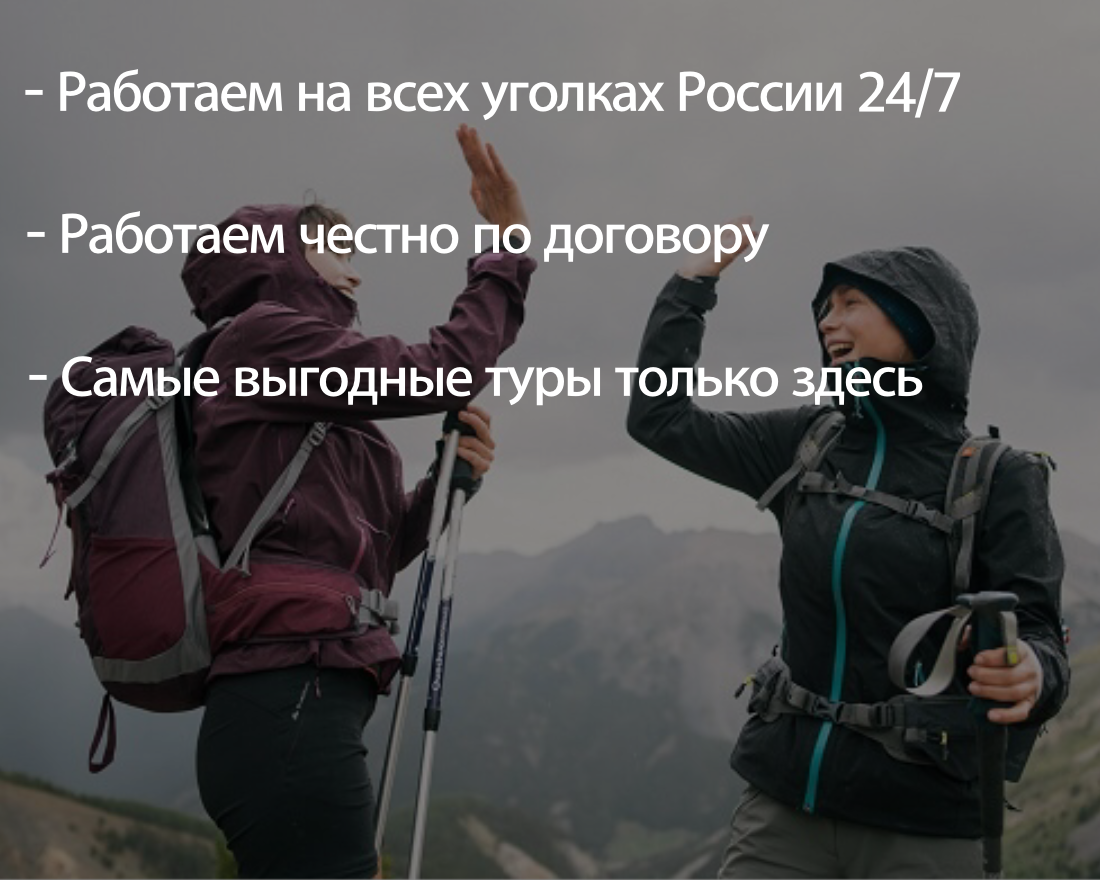 - Работаем на всех уголках России 24/7
- Работаем честно по договору
- Самые выгодные туры только здесь